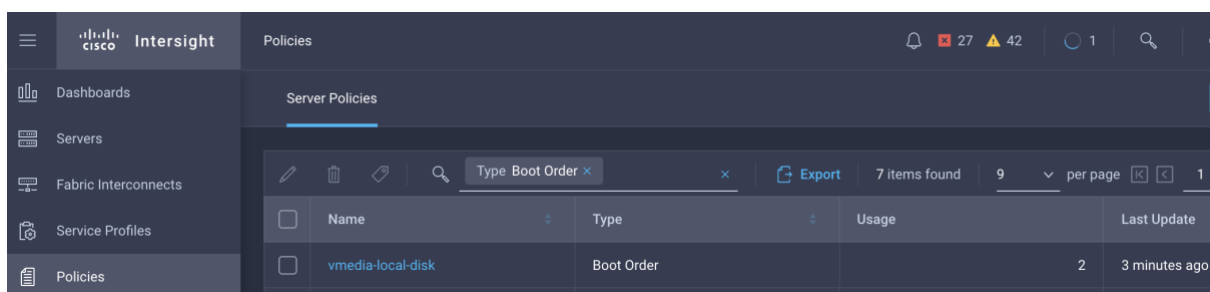 CISCO Intersight
Policies
27 42 1
Dashboards
Server Policies
Servers
Type Boot Order × × Export 7 items found 9 per page 1
Fabric Interconnects
Name Type Usage Last Update
Service Profiles
vmedia-local-disk Boot Order 2 3 minutes ago
Policies